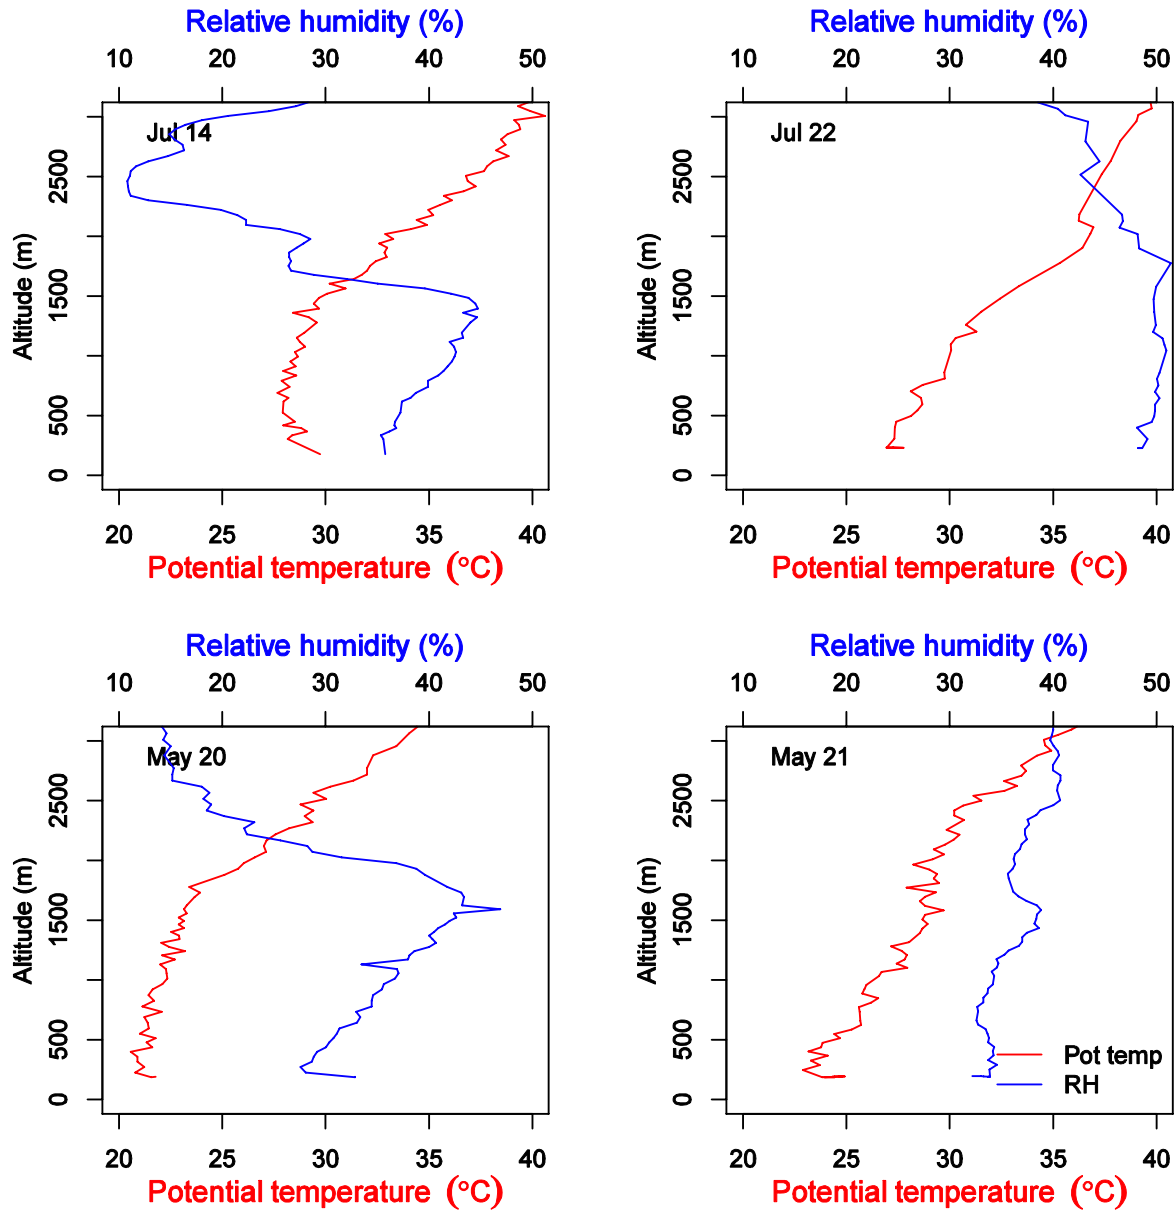 Relative humidity (%)
10 20 30 40 50
Jul 14
Altitude (m)
0 500 1500 2500
20 25 30 35 40
Potential temperature (°C)
Relative humidity (%)
10 20 30 40 50
Jul 22
Altitude (m)
0 500 1500 2500
20 25 30 35 40
Potential temperature (°C)
Relative humidity (%)
10 20 30 40 50
May 20
Altitude (m)
0 500 1500 2500
20 25 30 35 40
Potential temperature (°C)
Relative humidity (%)
10 20 30 40 50
May 21
Altitude (m)
0 500 1500 2500
Pot temp
RH
20 25 30 35 40
Potential temperature (°C)